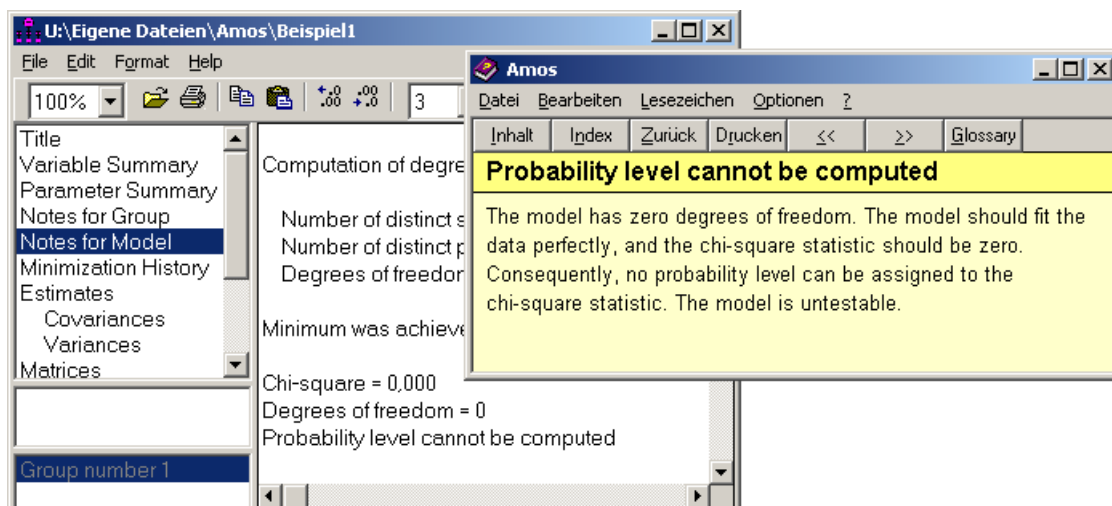 U:\Eigene Dateien\Amos\Beispiel1
File Edit Format Help
100% 3
Title
Variable Summary
Parameter Summary
Notes for Group
Notes for Model
Minimization History
Estimates
Covariances
Variances
Matrices
Group number 1
Computation of degre
Number of distinct s
Number of distinct p
Degrees of freedom
Minimum was achieve
Chi-square = 0,000
Degrees of freedom = 0
Probability level cannot be computed
Amos
Datei Bearbeiten Lesezeichen Optionen ?
Inhalt Index Zurück Drucken << >> Glossary
Probability level cannot be computed
The model has zero degrees of freedom. The model should fit the
data perfectly, and the chi-square statistic should be zero.
Consequently, no probability level can be assigned to the
chi-square statistic. The model is untestable.